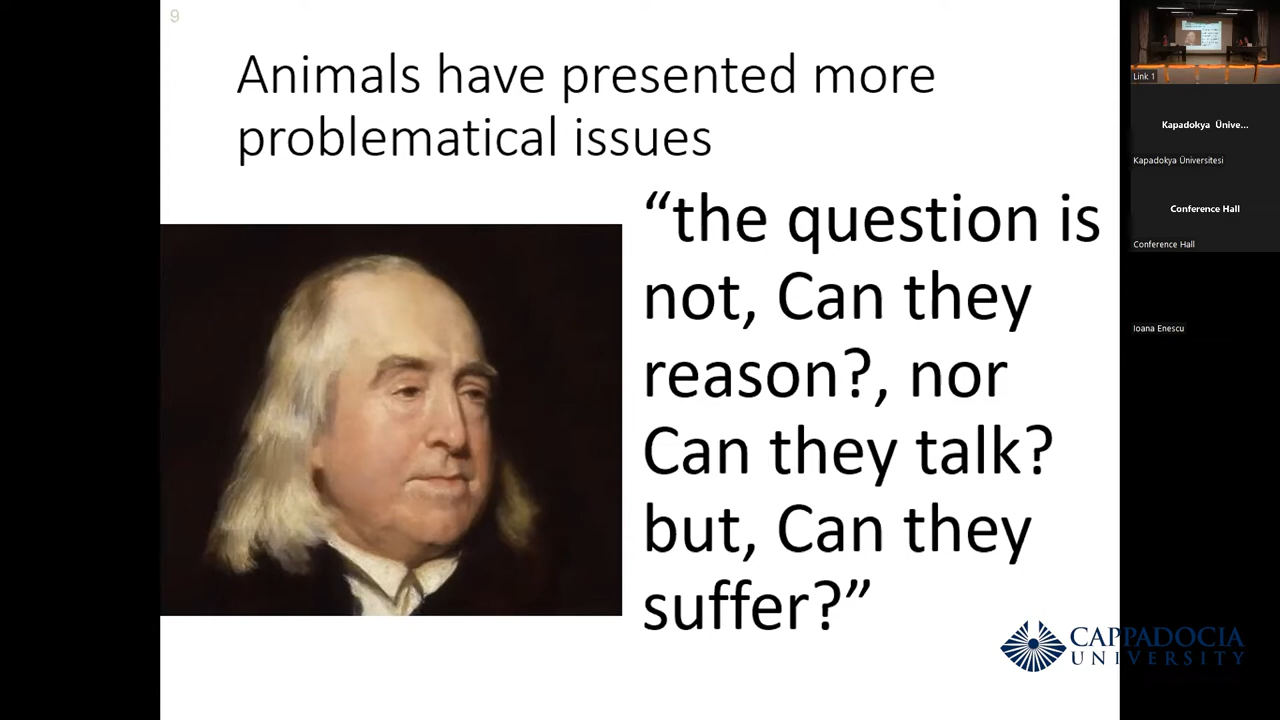 9
Animals have presented more
problematical issues
“the question is
not, Can they
reason?, nor
Can they talk?
but, Can they
suffer?”
CAPPADOCIA
UNIVERSITY
Link 1
Kapadokya Ünive...
Kapadokya Üniversitesi
Conference Hall
Conference Hall
Ioana Enescu